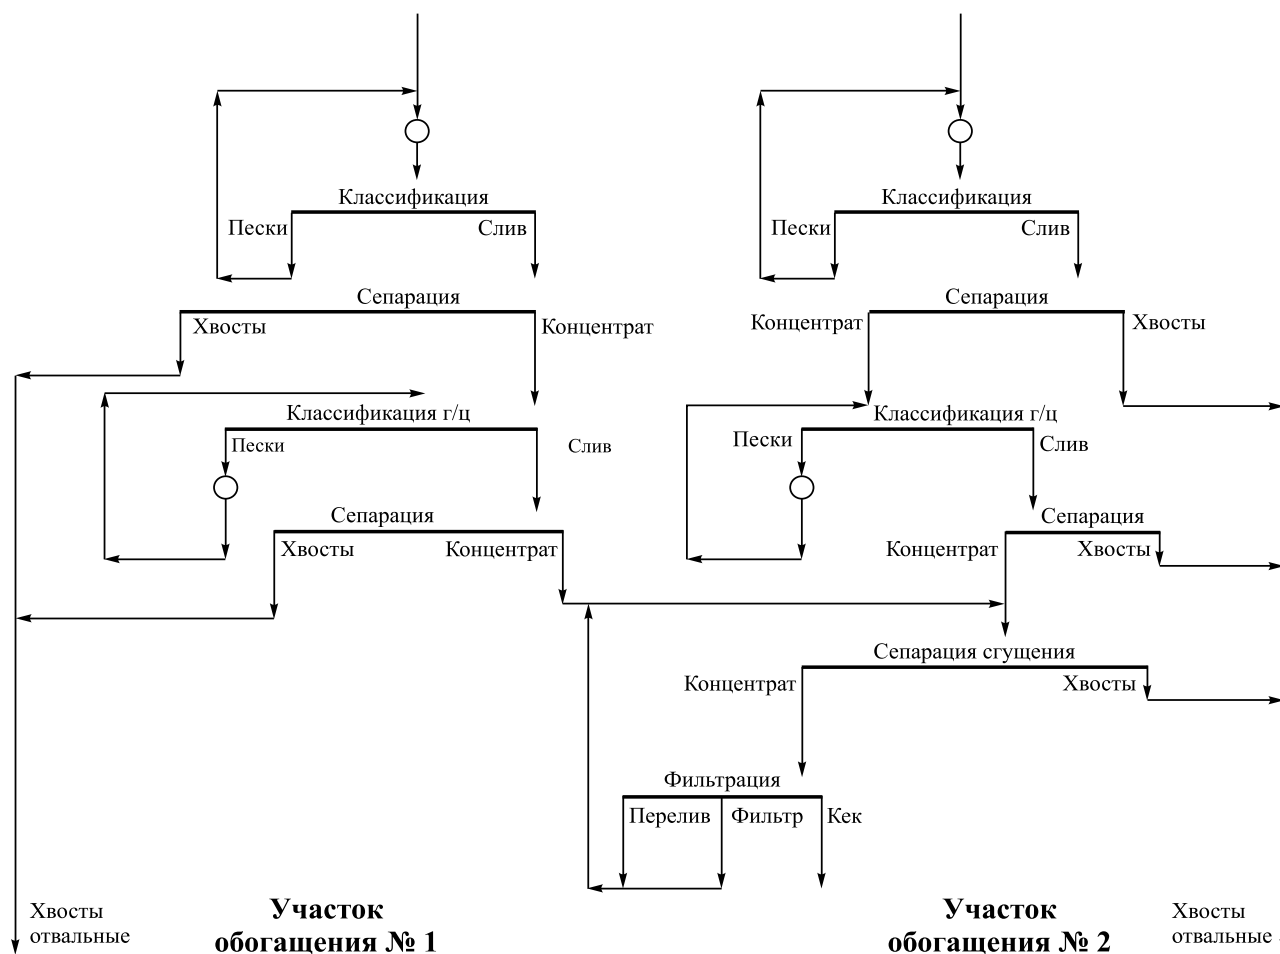 Классификация
Пески
Слив
Сепарация
Хвосты
Концентрат
Классификация г/ц
Пески
Слив
Сепарация
Хвосты
Концентрат
Хвосты
отвальные
Участок
обогащения № 1
Классификация
Пески
Слив
Сепарация
Концентрат
Хвосты
Классификация г/ц
Пески
Слив
Сепарация
Концентрат
Хвосты
Сепарация сгущения
Концентрат
Хвосты
Фильтрация
Перелив
Фильтр
Кек
Участок
обогащения № 2
Хвосты
отвальные